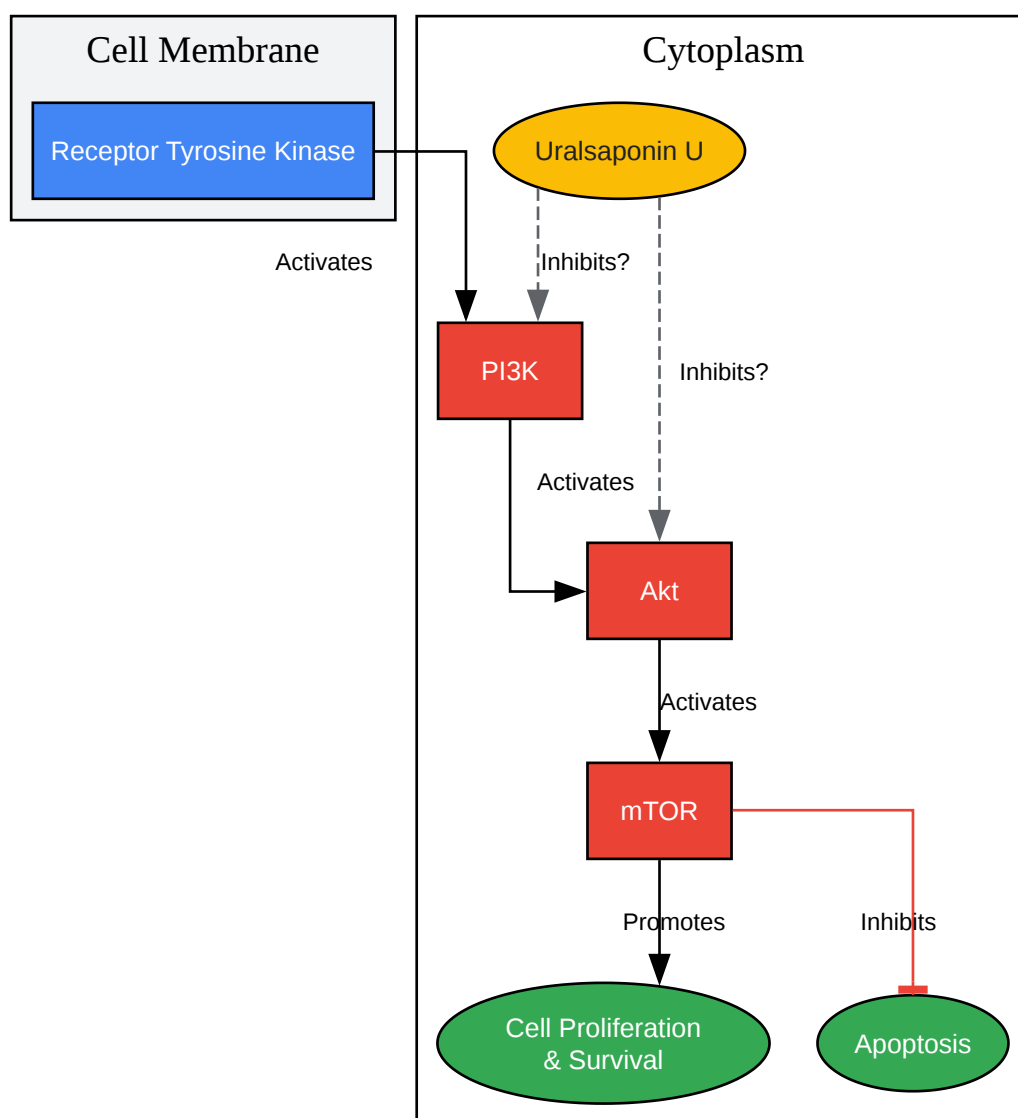 Cell Membrane
Cytoplasm
Receptor Tyrosine Kinase
Uralsaponin U
Activates
Inhibits?
PI3K
Inhibits?
Activates
Akt
Activates
mTOR
Promotes
Inhibits
Cell Proliferation
& Survival
Apoptosis